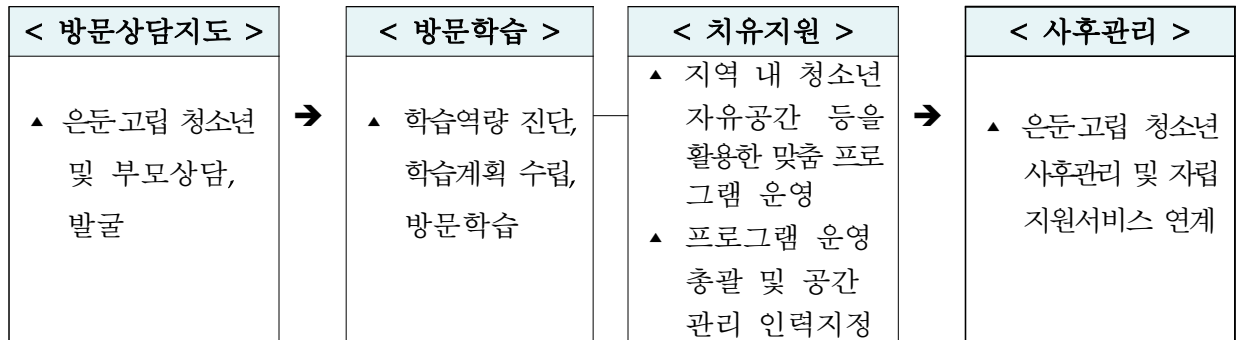 < 방문상담지도 >
▲ 은둔·고립 청소년
및 부모상담,
발굴
➔
< 방문학습 >
▲ 학습역량 진단,
학습계획 수립,
방문학습
< 치유지원 >
▲ 지역 내 청소년
자유공간 등을
활용한 맞춤 프로
그램 운영
▲ 프로그램 운영
총괄 및 공간
관리 인력지정
➔
< 사후관리 >
▲ 은둔·고립 청소년
사후관리 및 자립
지원서비스 연계